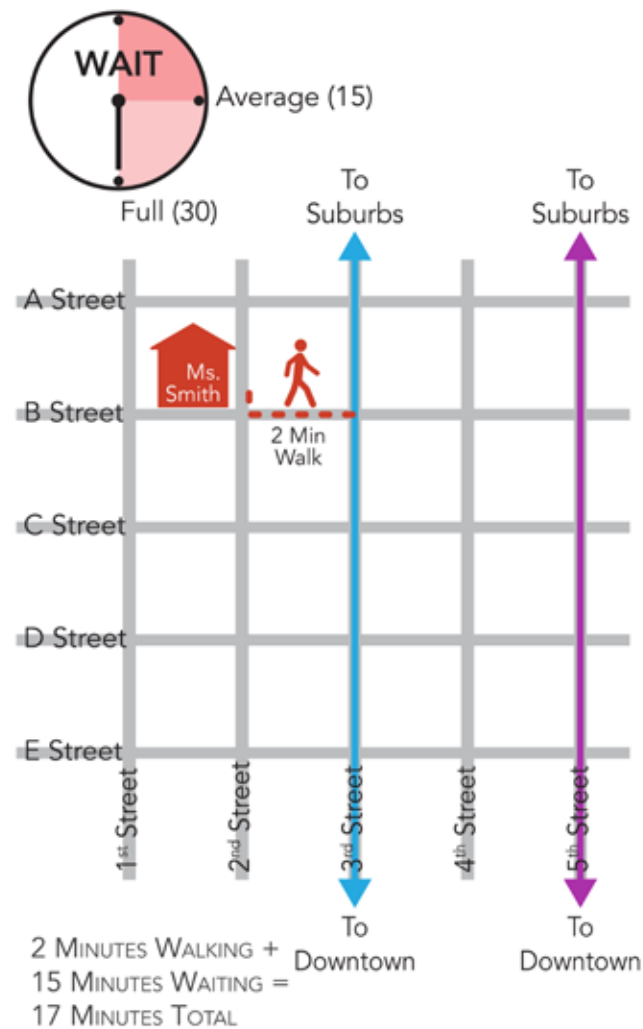 WAIT
Average (15)
Full (30)
To
Suburbs
To
Suburbs
A Street
Ms.
Smith
B Street
2 Min
Walk
C Street
D Street
E Street
1st Street
2nd Street
3rd Street
4th Street
5th Street
To
Downtown
To
Downtown
2 MINUTES WALKING +
15 MINUTES WAITING =
17 MINUTES TOTAL